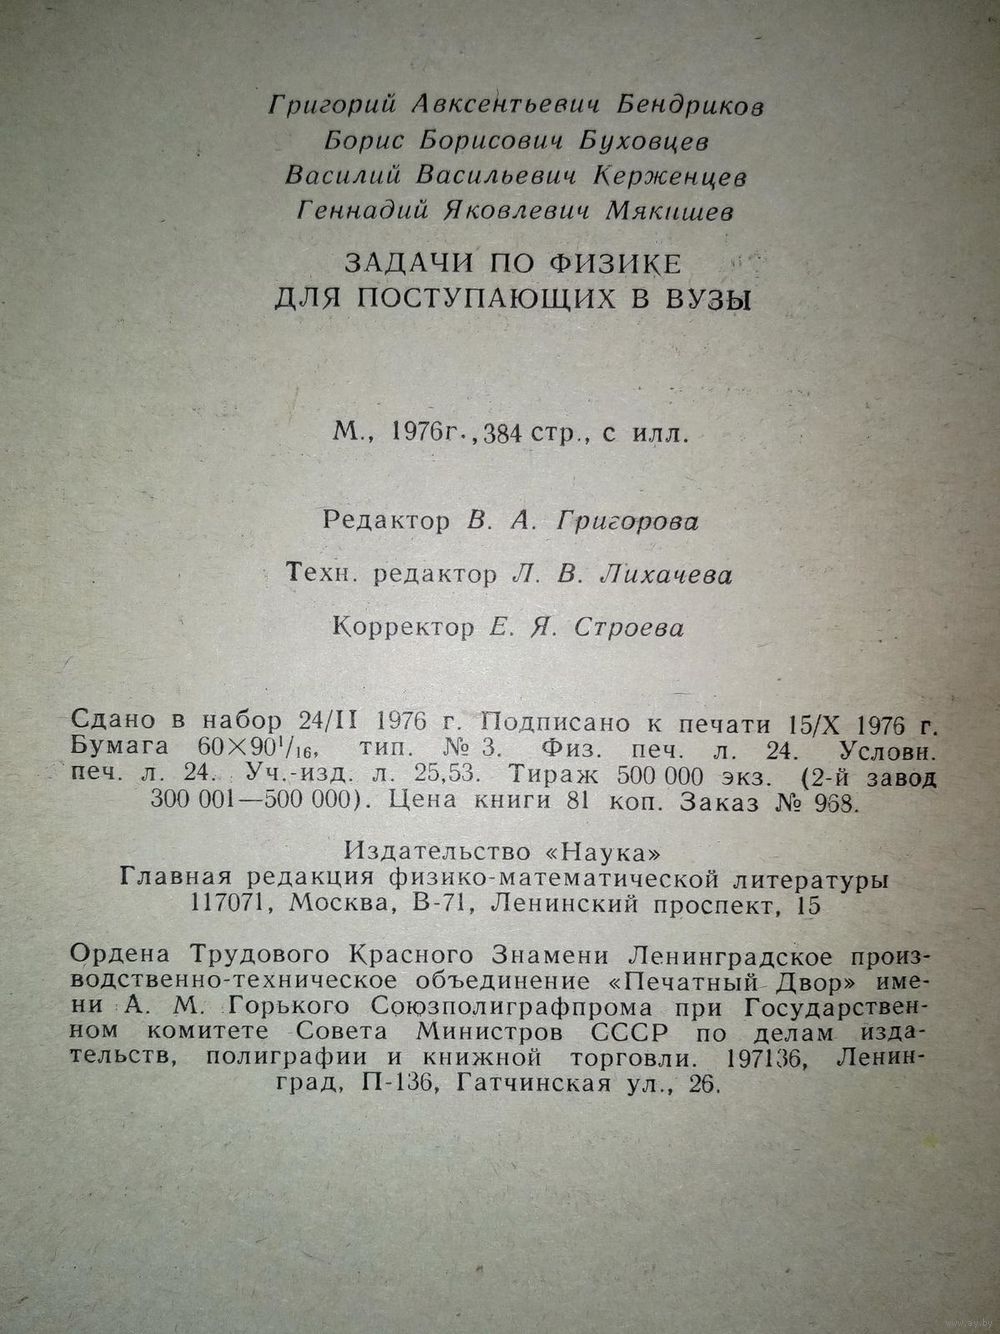 Григорий Авксентьевич Бендриков
Борис Борисович Буховцев
Василий Васильевич Керженцев
Геннадий Яковлевич Мякишев
ЗАДАЧИ ПО ФИЗИКЕ
ДЛЯ ПОСТУПАЮЩИХ В ВУЗЫ
М., 1976г., 384 стр., с илл.
Редактор В. А. Григорова
Техн. редактор Л. В. Лихачева
Корректор Е. Я. Строева
Сдано в набор 24/II 1976 г. Подписано к печати 15/X 1976 г.
Бумага 60×90¹/₁₆, тип. № 3. Физ. печ. л. 24. Условн.
печ. л. 24. Уч.-изд. л. 25,53. Тираж 500 000 экз. (2-й завод
300 001—500 000). Цена книги 81 коп. Заказ № 968.
Издательство «Наука»
Главная редакция физико-математической литературы
117071, Москва, В-71, Ленинский проспект, 15
Ордена Трудового Красного Знамени Ленинградское произ-
водственно-техническое объединение «Печатный Двор» име-
ни А. М. Горького Союзполиграфпрома при Государствен-
ном комитете Совета Министров СССР по делам изда-
тельств, полиграфии и книжной торговли. 197136, Ленин-
град, П-136, Гатчинская ул., 26.
www.ay.by